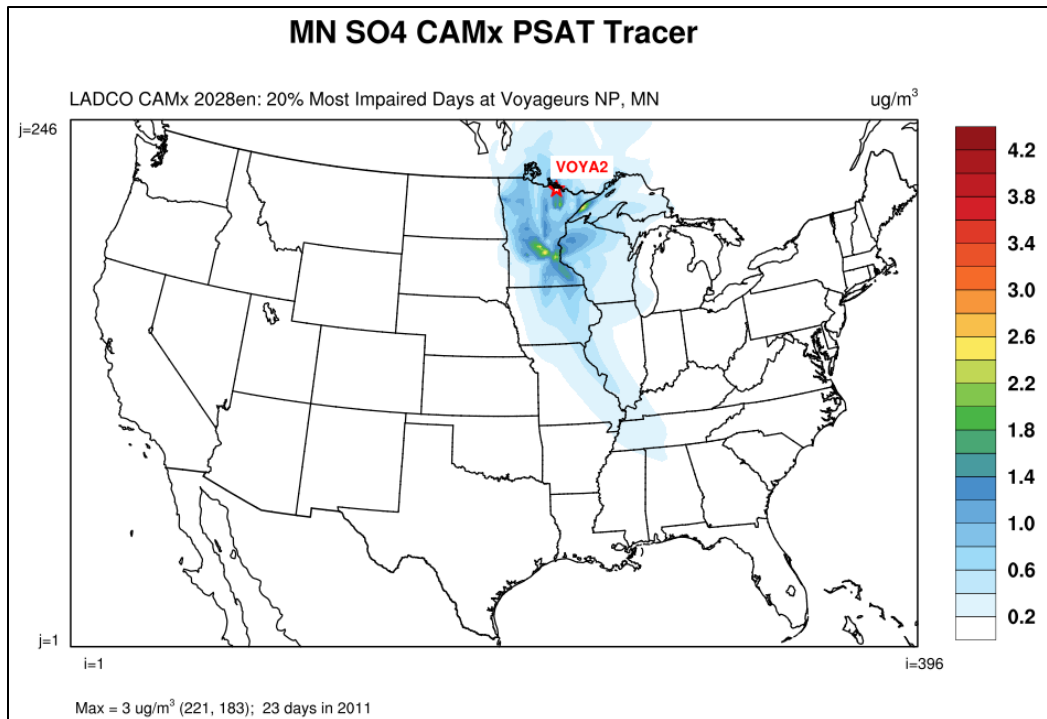 MN SO4 CAMx PSAT Tracer
LADCO CAMx 2028en: 20% Most Impaired Days at Voyageurs NP, MN
ug/m³
j=246
VOYA2
4.2
3.8
3.4
3.0
2.6
2.2
1.8
1.4
1.0
0.6
0.2
j=1
i=1
i=396
Max = 3 ug/m³ (221, 183); 23 days in 2011